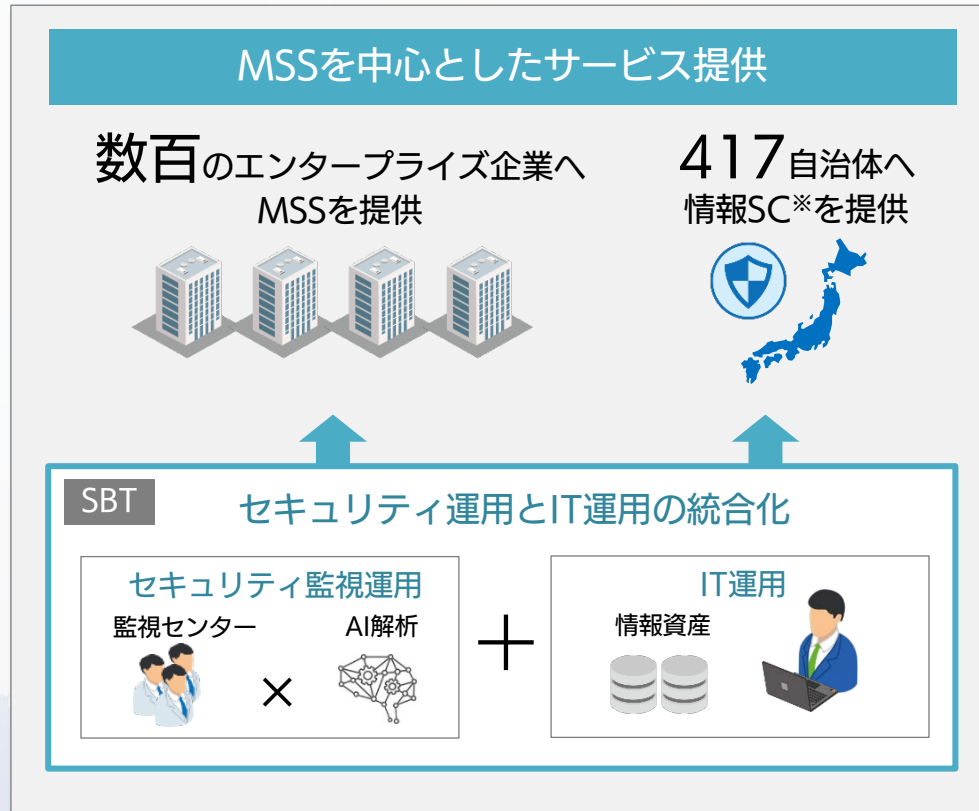 MSSを中心としたサービス提供
数百のエンタープライズ企業へ
MSSを提供
417自治体へ
情報SC※を提供
SBT
セキュリティ運用とIT運用の統合化
セキュリティ監視運用
監視センター
AI解析
×
＋
IT運用
情報資産